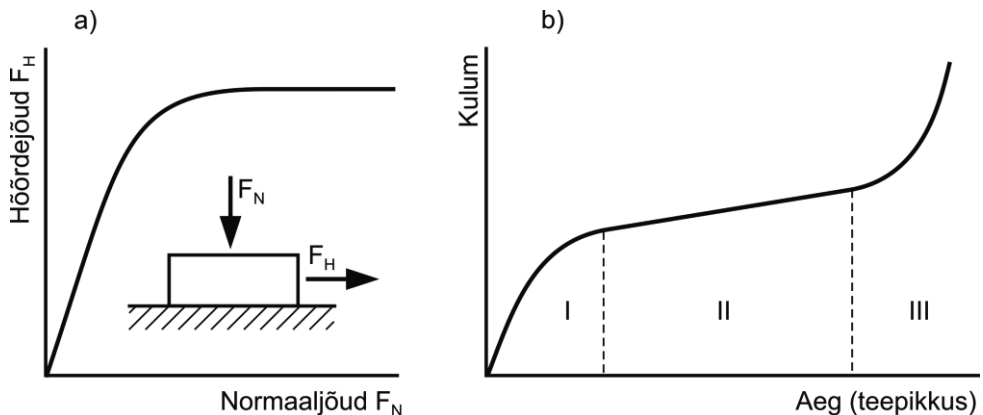 a)
Hõõrdejõud F_H
F_N
F_H
Normaaljõud F_N
b)
Kulum
I
II
III
Aeg (teepikkus)